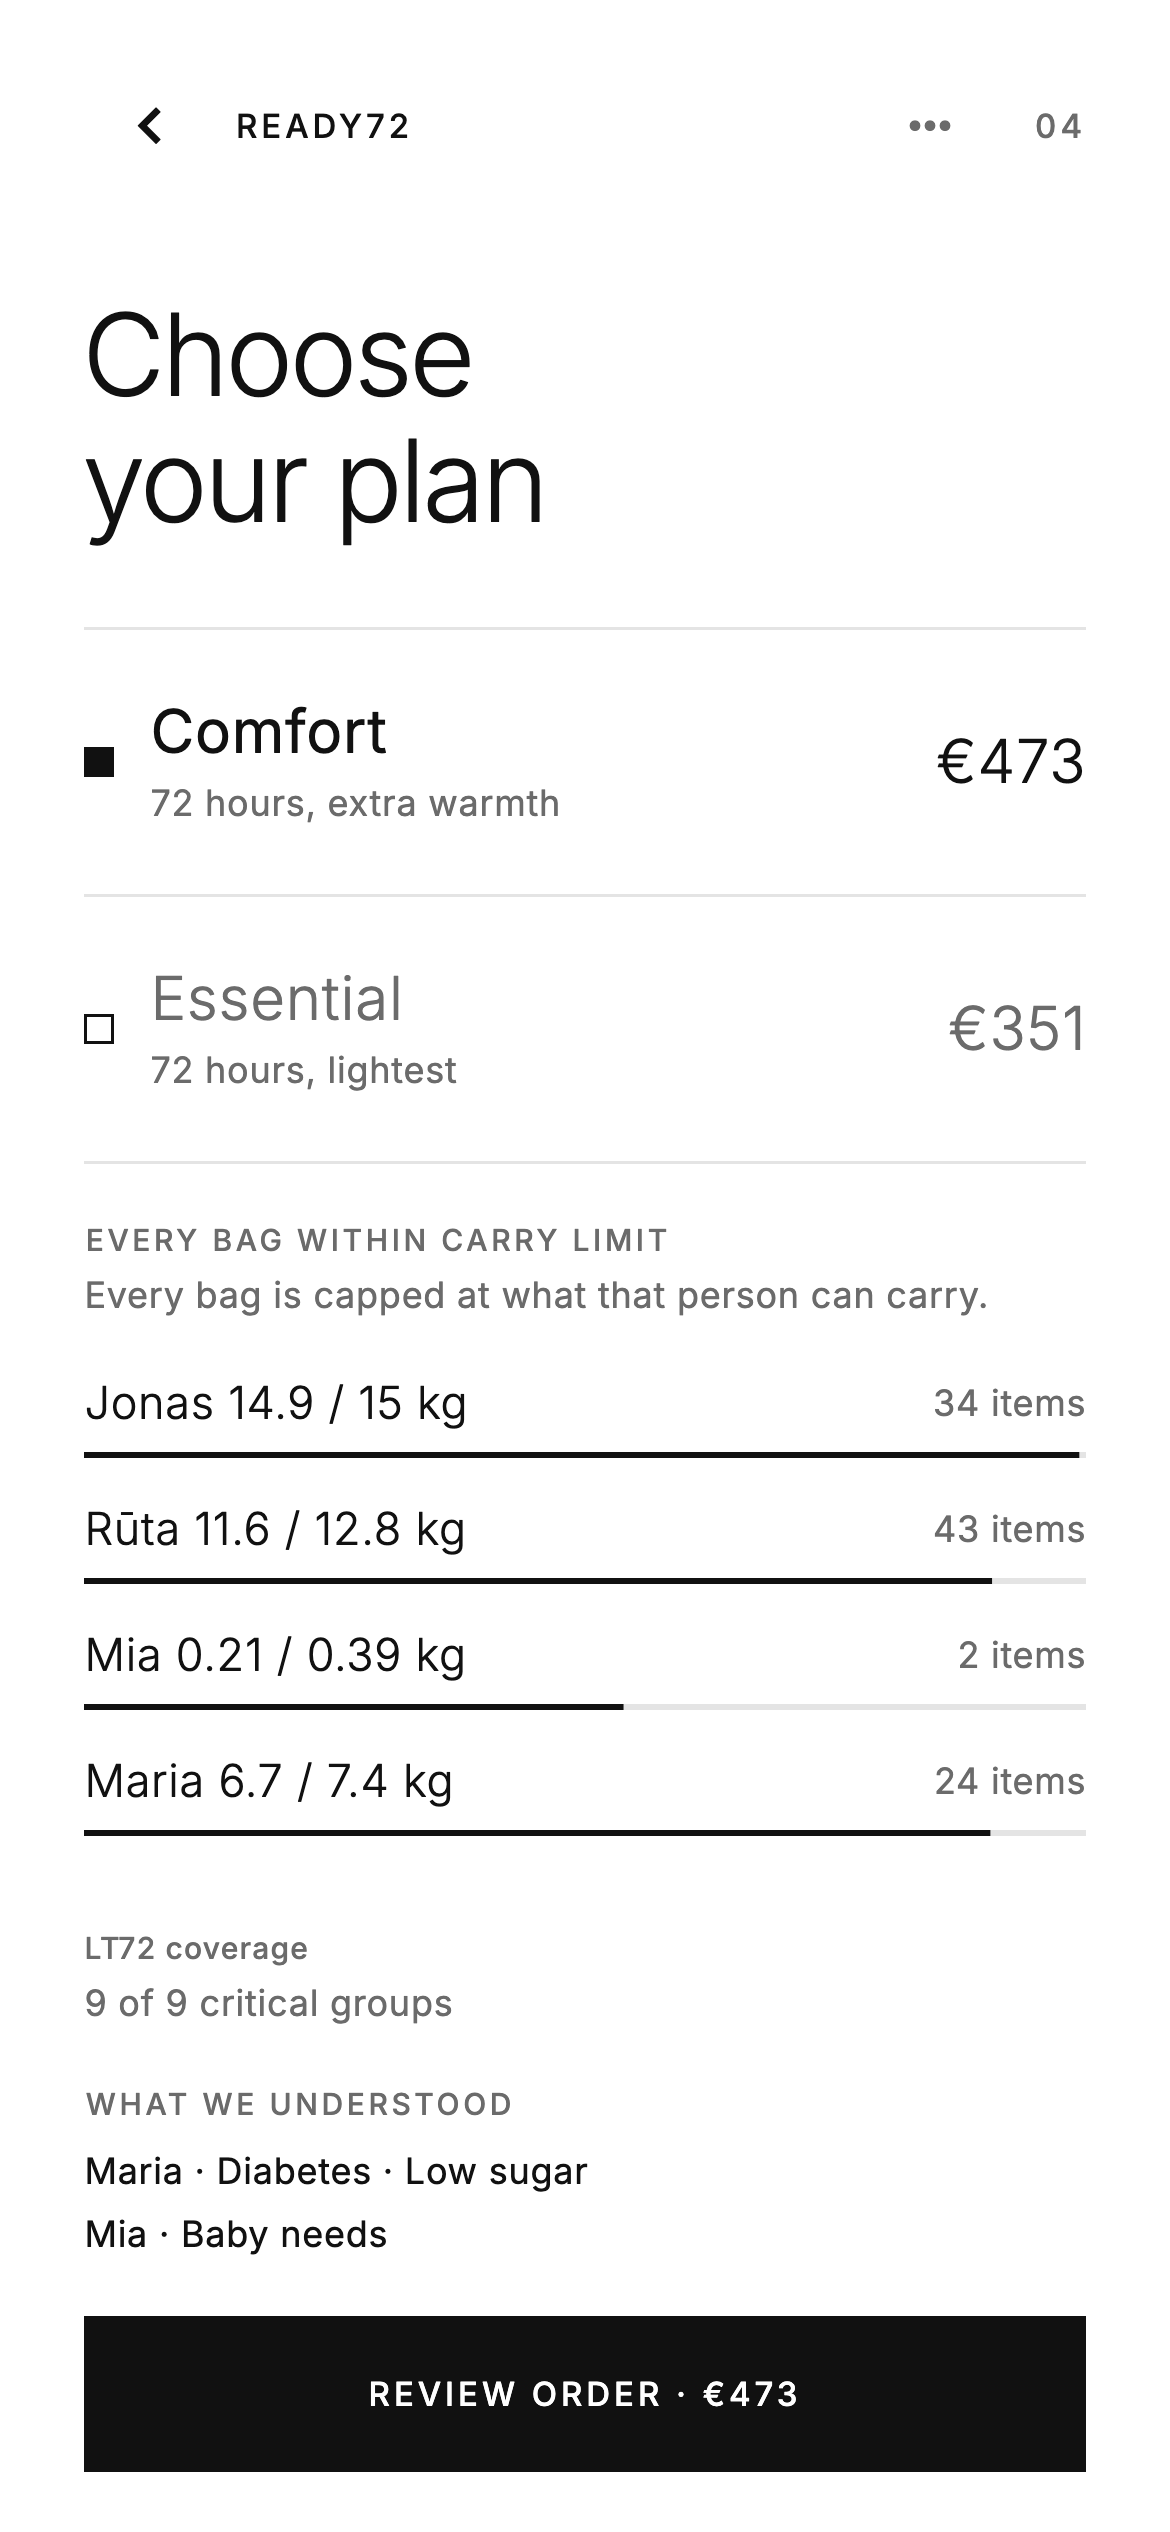 READY72
••• 04
Choose
your plan
Comfort
72 hours, extra warmth
€473
Essential
72 hours, lightest
€351
EVERY BAG WITHIN CARRY LIMIT
Every bag is capped at what that person can carry.
Jonas 14.9 / 15 kg
34 items
Rūta 11.6 / 12.8 kg
43 items
Mia 0.21 / 0.39 kg
2 items
Maria 6.7 / 7.4 kg
24 items
LT72 coverage
9 of 9 critical groups
WHAT WE UNDERSTOOD
Maria · Diabetes · Low sugar
Mia · Baby needs
REVIEW ORDER · €473